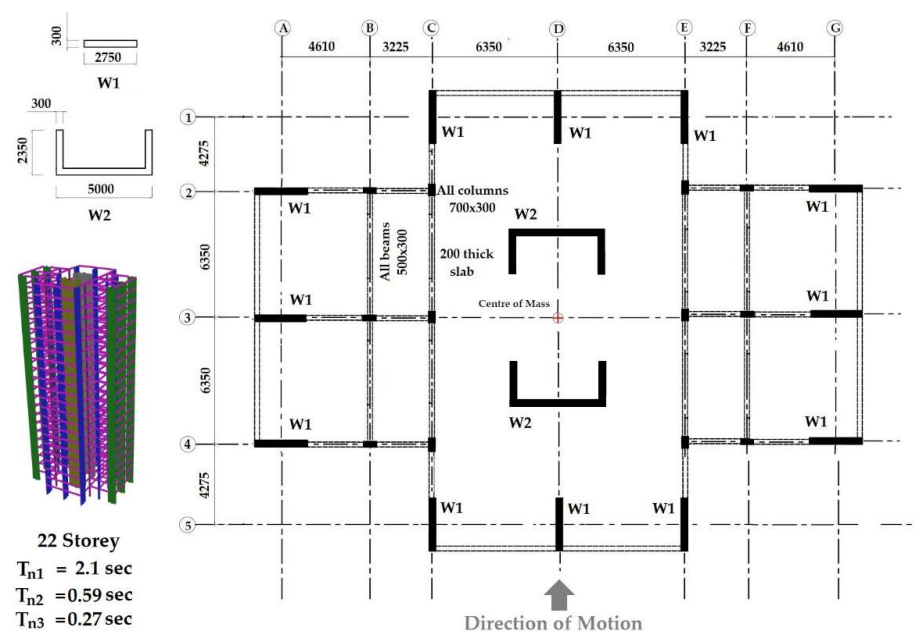 300
2750
W1
300
2350
5000
W2
22 Storey
Tn1 = 2.1 sec
Tn2 =0.59 sec
Tn3 =0.27 sec
A B C D E F G
4610 3225 6350 6350 3225 4610
1
W1 W1 W1
4275
2
W1
All columns
700x300
W1
W2
All beams
500x300
200 thick
slab
6350
Centre of Mass
3
W1 W1
6350
W2
W1 W1
4
4275
W1 W1 W1
5
Direction of Motion